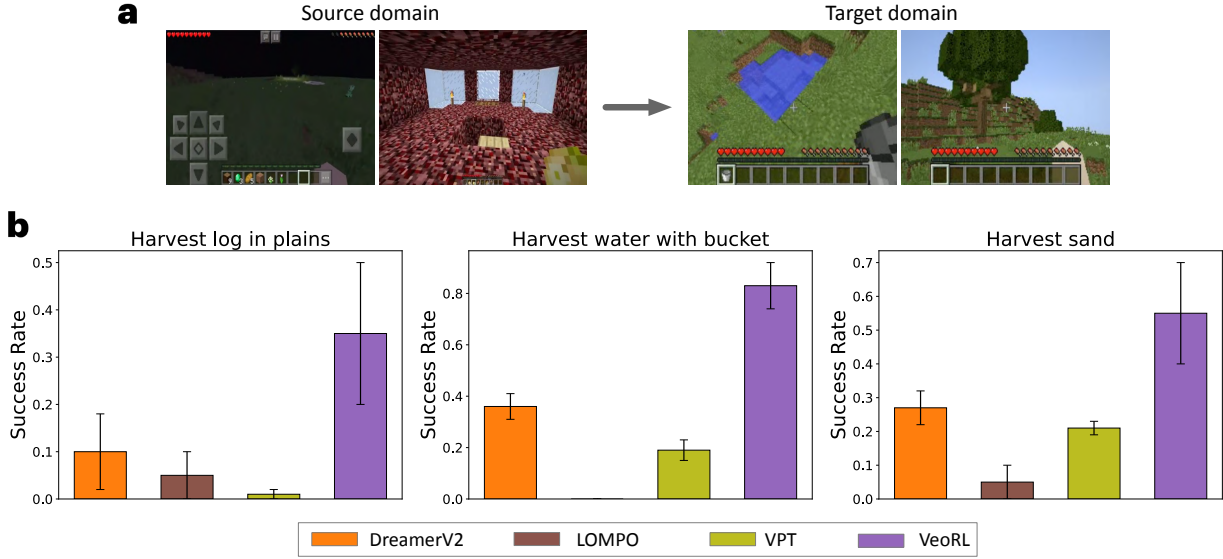 a
Source domain
Target domain
b
Harvest log in plains
Success Rate
0.5
0.4
0.3
0.2
0.1
0.0
Harvest water with bucket
Success Rate
0.8
0.6
0.4
0.2
0.0
Harvest sand
Success Rate
0.7
0.6
0.5
0.4
0.3
0.2
0.1
0.0
DreamerV2
LOMPO
VPT
VeoRL